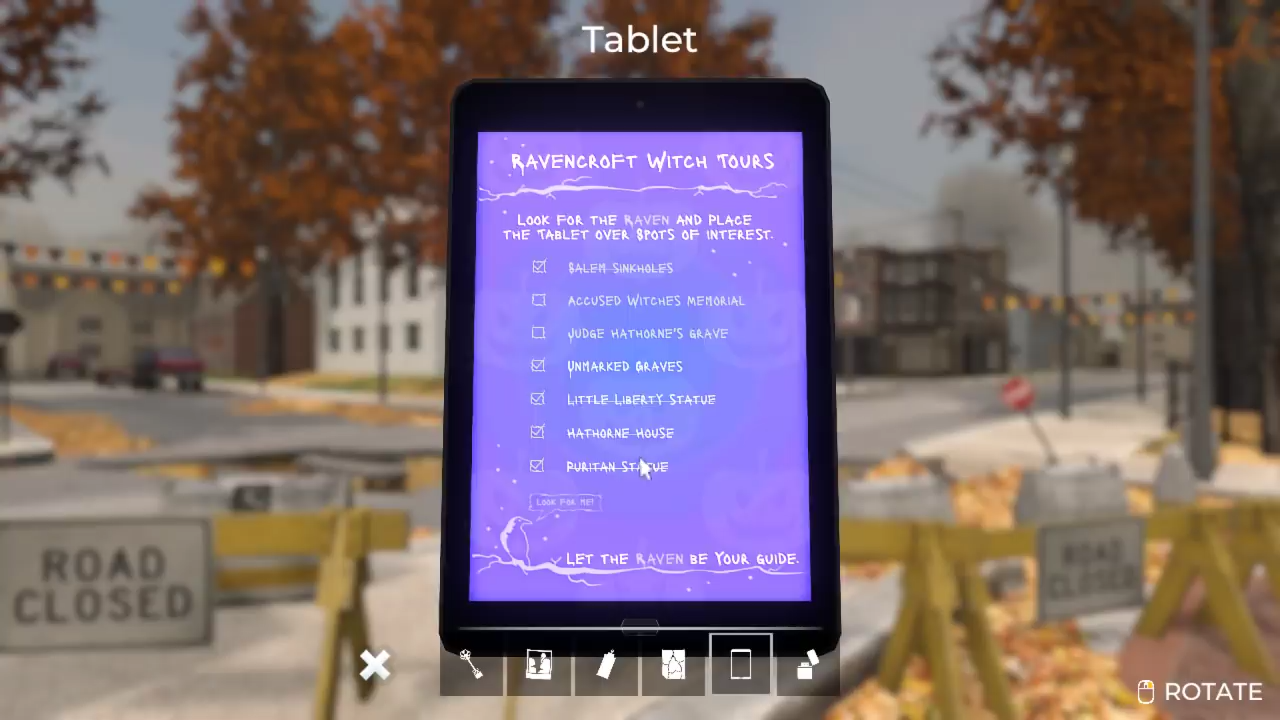 Tablet
RAVENCROFT WITCH TOURS
LOOK FOR THE RAVEN AND PLACE
THE TABLET OVER SPOTS OF INTEREST.
SALEM SINKHOLES
ACCUSED WITCHES MEMORIAL
JUDGE HATHORNE'S GRAVE
UNMARKED GRAVES
LITTLE LIBERTY STATUE
HATHORNE HOUSE
PURITAN STATUE
LOOK FOR ME!
LET THE RAVEN BE YOUR GUIDE.
ROAD
CLOSED
ROAD
CLOSED
ROTATE